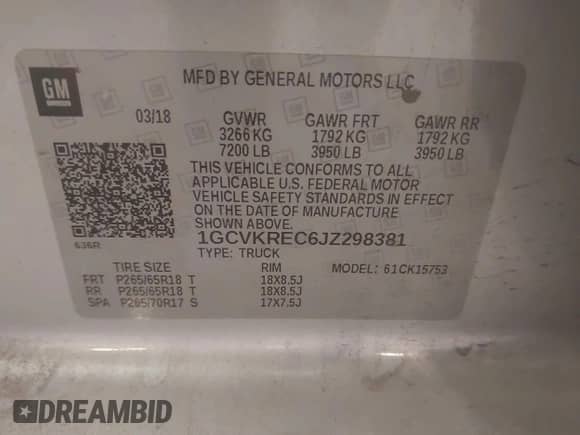 GM
MFD BY GENERAL MOTORS LLC
03/18 GVWR GAWR FRT GAWR RR
3266 KG 1792 KG 1792 KG
7200 LB 3950 LB 3950 LB
THIS VEHICLE CONFORMS TO ALL
APPLICABLE U.S. FEDERAL MOTOR
VEHICLE SAFETY STANDARDS IN EFFECT
ON THE DATE OF MANUFACTURE
SHOWN ABOVE.
636R 1GCVKREC6JZ298381
TYPE: TRUCK MODEL: 61CK15753
TIRE SIZE RIM
FRT P265/65R18 T 18X8.5J
RR P265/65R18 T 18X8.5J
SPA P265/70R17 S 17X7.5J
DREAMBID